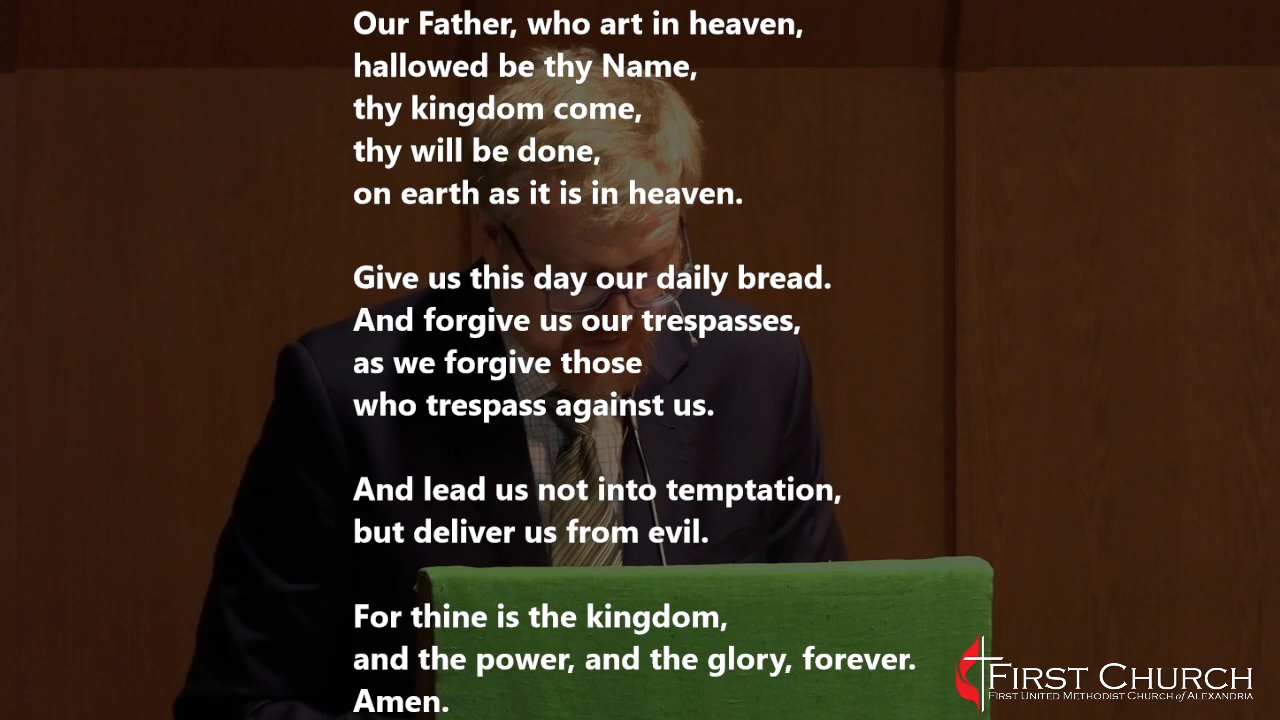 Our Father, who art in heaven,
hallowed be thy Name,
thy kingdom come,
thy will be done,
on earth as it is in heaven.
Give us this day our daily bread.
And forgive us our trespasses,
as we forgive those
who trespass against us.
And lead us not into temptation,
but deliver us from evil.
For thine is the kingdom,
and the power, and the glory, forever.
Amen.
First Church
First United Methodist Church of Alexandria